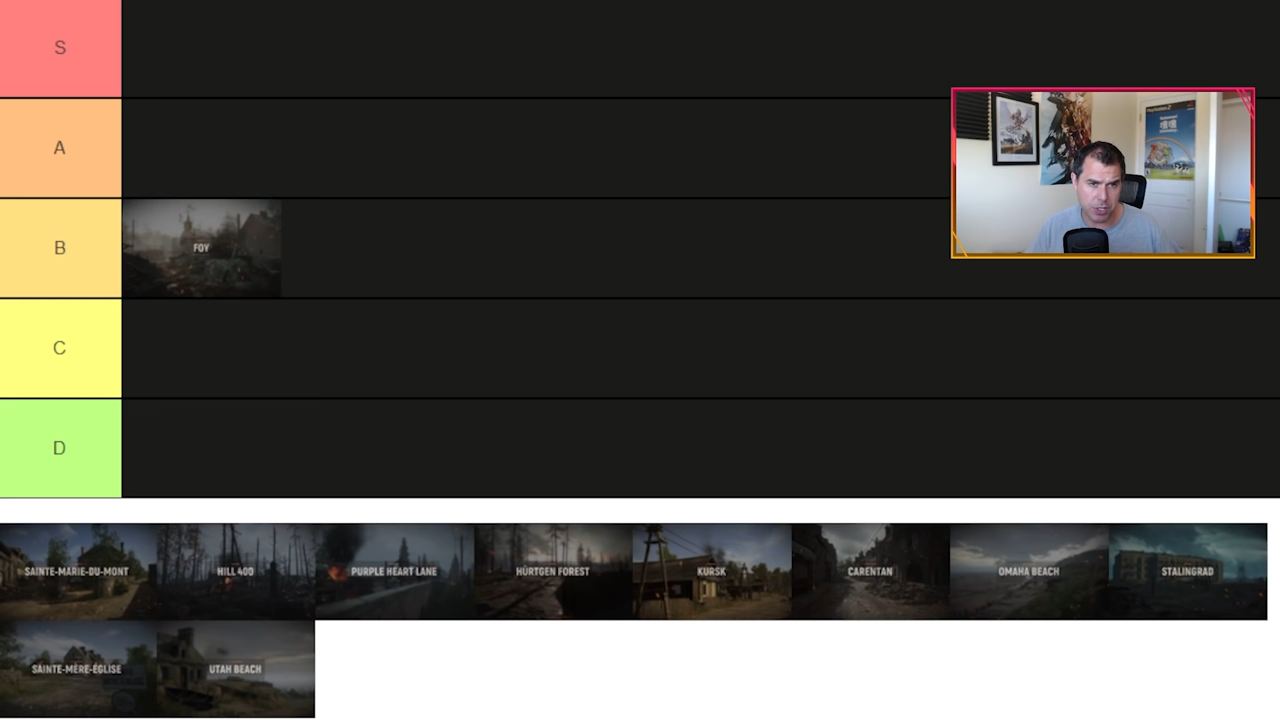 S
A
B
FOY
C
D
SAINTE-MARIE-DU-MONT
HILL 400
PURPLE HEART LANE
HÜRTGEN FOREST
KURSK
CARENTAN
OMAHA BEACH
STALINGRAD
SAINTE-MÈRE-ÉGLISE
UTAH BEACH